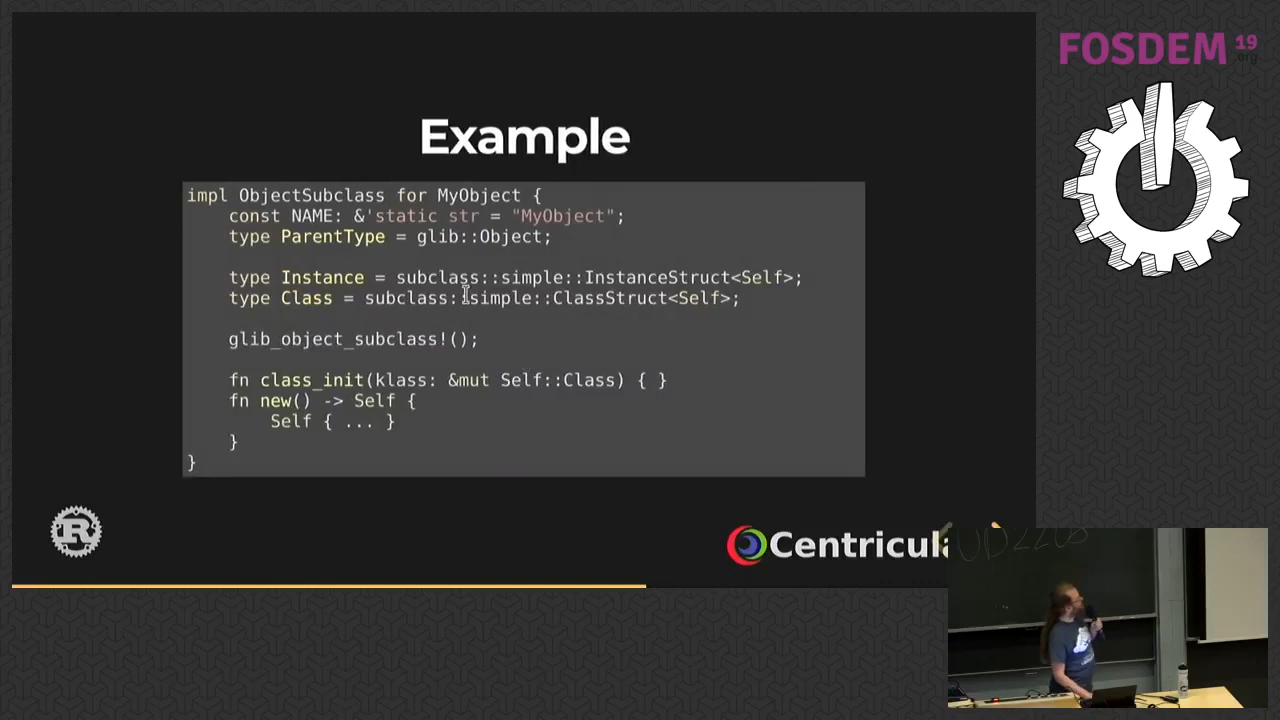 FOSDEM 19
.org
Example
impl ObjectSubclass for MyObject {
    const NAME: &'static str = "MyObject";
    type ParentType = glib::Object;
    type Instance = subclass::simple::InstanceStruct<Self>;
    type Class = subclass::simple::ClassStruct<Self>;
    glib_object_subclass!();
    fn class_init(klass: &mut Self::Class) { }
    fn new() -> Self {
        Self { ... }
    }
}
R
Centricula
UD2208